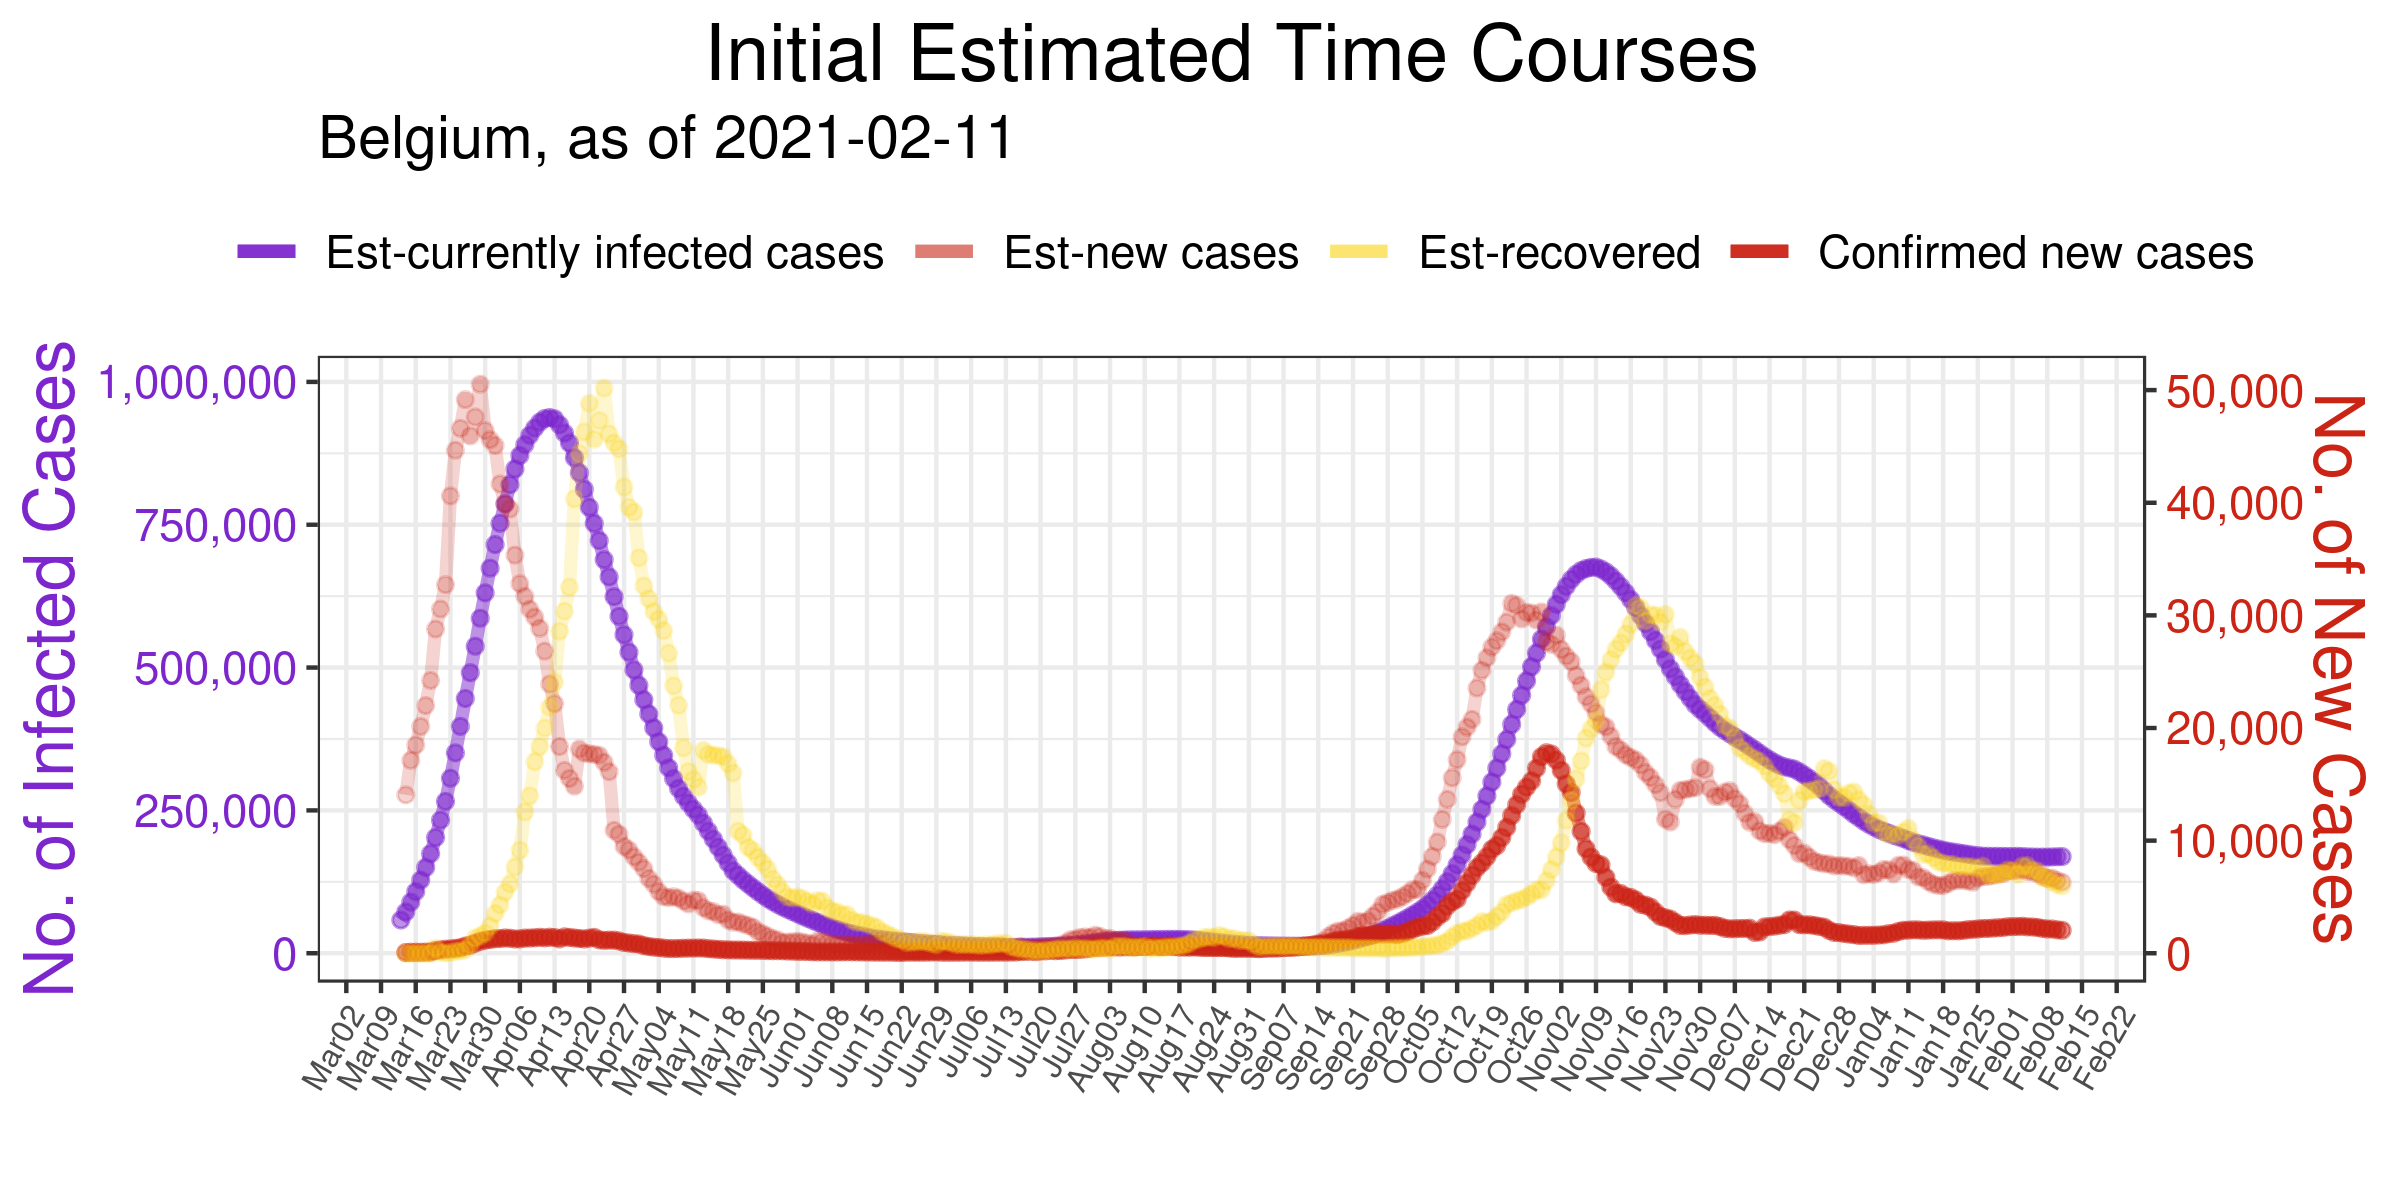 Initial Estimated Time Courses
Belgium, as of 2021-02-11
Est-currently infected cases
Est-new cases
Est-recovered
Confirmed new cases
No. of Infected Cases
1,000,000
750,000
500,000
250,000
0
50,000
40,000
30,000
20,000
10,000
0
No. of New Cases
Mar02
Mar09
Mar16
Mar23
Mar30
Apr06
Apr13
Apr20
Apr27
May04
May11
May18
May25
Jun01
Jun08
Jun15
Jun22
Jun29
Jul06
Jul13
Jul20
Jul27
Aug03
Aug10
Aug17
Aug24
Aug31
Sep07
Sep14
Sep21
Sep28
Oct05
Oct12
Oct19
Oct26
Nov02
Nov09
Nov16
Nov23
Nov30
Dec07
Dec14
Dec21
Dec28
Jan04
Jan11
Jan18
Jan25
Feb01
Feb08
Feb15
Feb22